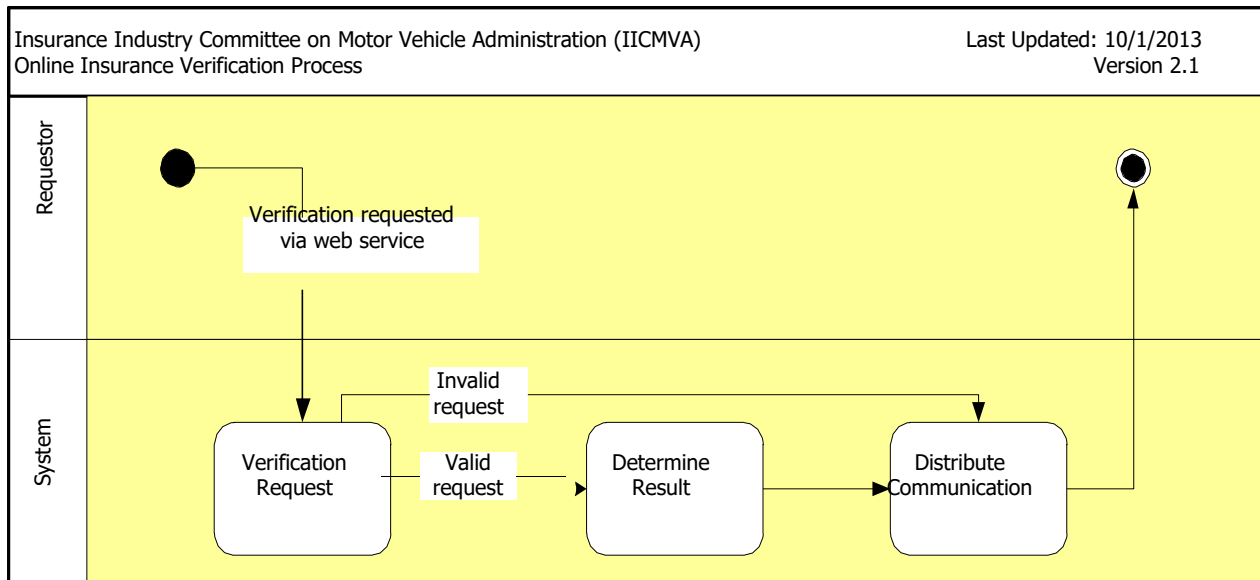 Insurance Industry Committee on Motor Vehicle Administration (IICMVA)
Last Updated: 10/1/2013
Online Insurance Verification Process
Version 2.1
Requestor
Verification requested
via web service
System
Invalid
request
Verification
Request
Valid
request
Determine
Result
Distribute
Communication